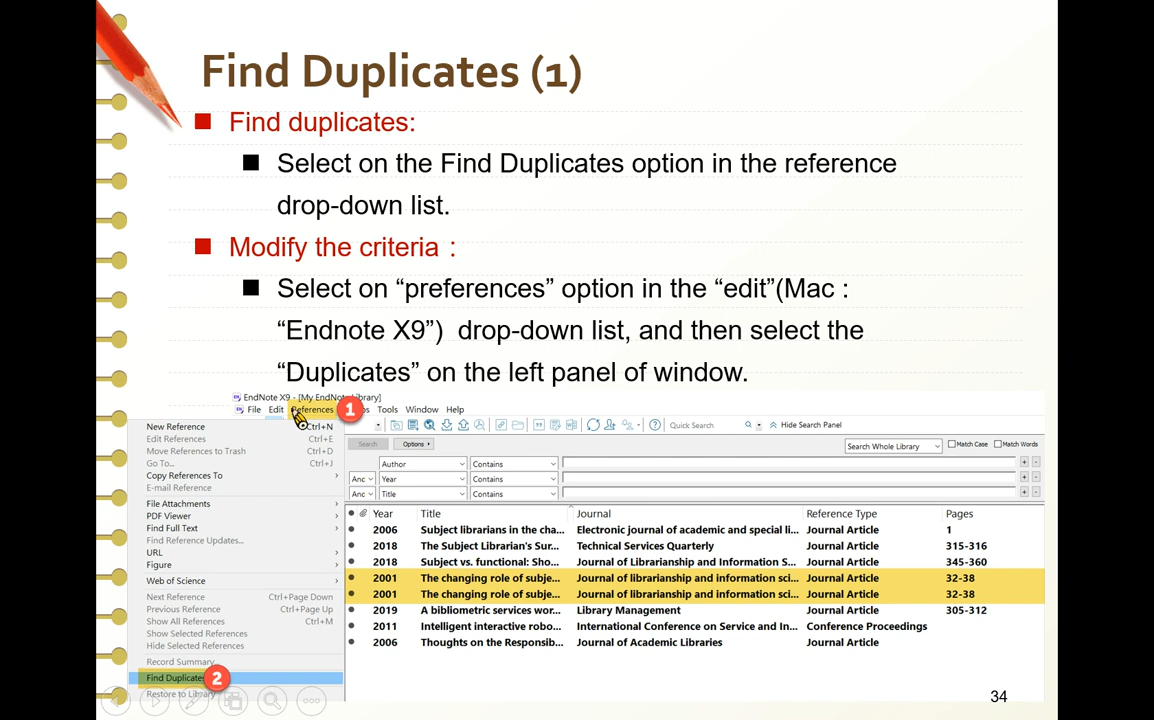 Find Duplicates (1)
Find duplicates:
Select on the Find Duplicates option in the reference
drop-down list.
Modify the criteria：
Select on “preferences” option in the “edit”(Mac :
“Endnote X9”) drop-down list, and then select the
“Duplicates” on the left panel of window.
EndNote X9 - [My EndNote Library]
File Edit References 1 Tools Window Help
New Reference Ctrl+N
Edit References Ctrl+E
Move References to Trash Ctrl+D
Go To... Ctrl+J
Copy References To
E-mail Reference
File Attachments
PDF Viewer
Find Full Text
Find Reference Updates...
URL
Figure
Web of Science
Next Reference Ctrl+Page Down
Previous Reference Ctrl+Page Up
Show All References Ctrl+M
Show Selected References
Hide Selected References
Record Summary
Find Duplicates 2
Restore to Library
Quick Search Hide Search Panel
Search Options Search Whole Library Match Case Match Words
Author Contains
Anc Year Contains
Anc Title Contains
Year Title Journal Reference Type Pages
2006 Subject librarians in the cha... Electronic journal of academic and special li... Journal Article 1
2018 The Subject Librarian's Sur... Technical Services Quarterly Journal Article 315-316
2018 Subject vs. functional: Sho... Journal of Librarianship and Information S... Journal Article 345-360
2001 The changing role of subje... Journal of librarianship and information sci... Journal Article 32-38
2001 The changing role of subje... Journal of librarianship and information sci... Journal Article 32-38
2019 A bibliometric services wor... Library Management Journal Article 305-312
2011 Intelligent interactive robo... International Conference on Service and In... Conference Proceedings
2006 Thoughts on the Responsib... Journal of Academic Libraries Journal Article
34